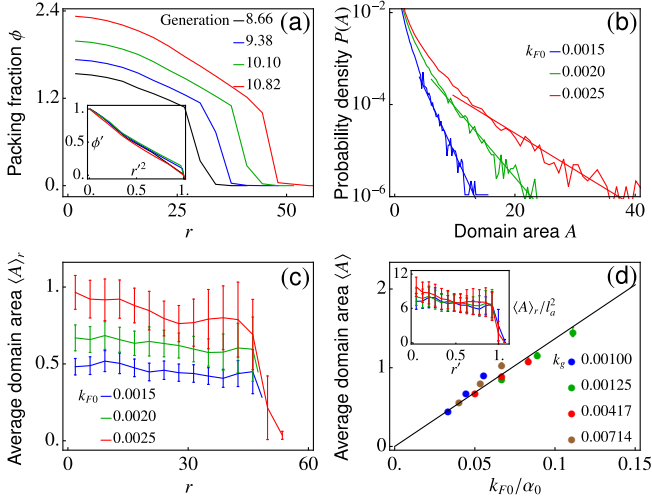 2.4
1.2
0.
Packing fraction ϕ
Generation
8.66
9.38
10.10
10.82
(a)
1.
0.5
0.
ϕ′
0.
0.5
1.
r′²
0.
25
50
r
10⁻²
10⁻⁴
10⁻⁶
Probability density P(A)
(b)
k_F0
0.0015
0.0020
0.0025
0
20
40
Domain area A
1.
0.5
0.
Average domain area ⟨A⟩_r
(c)
k_F0
0.0015
0.0020
0.0025
0.
30
60
r
2
1
0
Average domain area ⟨A⟩
12
6
0
0.
0.5
1.
r′
⟨A⟩_r/l_a²
(d)
k_g
0.00100
0.00125
0.00417
0.00714
0.
0.05
0.1
0.15
k_F0/α_0